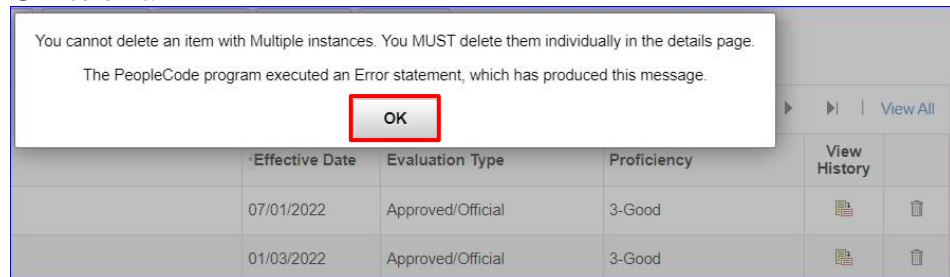 You cannot delete an item with Multiple instances. You MUST delete them individually in the details page.
The PeopleCode program executed an Error statement, which has produced this message.
OK
| View All
Effective Date Evaluation Type Proficiency View History
07/01/2022 Approved/Official 3-Good
01/03/2022 Approved/Official 3-Good